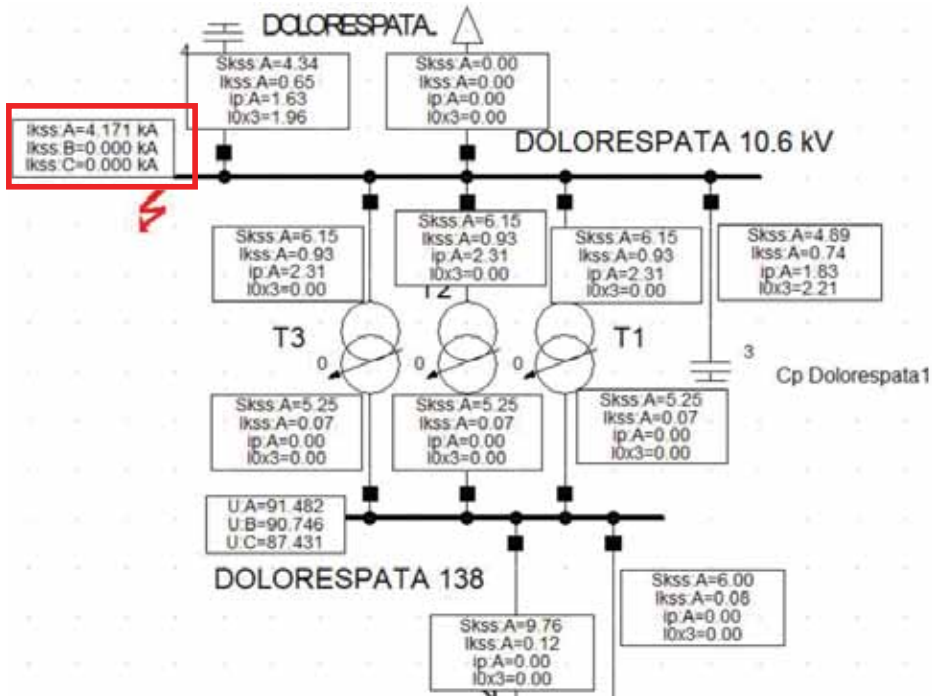 DOLORESPATA.
4
Skss:A=4.34
Ikss:A=0.65
ip:A=1.63
I0x3=1.96
Skss:A=0.00
Ikss:A=0.00
ip:A=0.00
I0x3=0.00
Ikss:A=4.171 kA
Ikss:B=0.000 kA
Ikss:C=0.000 kA
DOLORESPATA 10.6 kV
Skss:A=6.15
Ikss:A=0.93
ip:A=2.31
I0x3=0.00
Skss:A=6.15
Ikss:A=0.93
ip:A=2.31
I0x3=0.00
Skss:A=6.15
Ikss:A=0.93
ip:A=2.31
I0x3=0.00
Skss:A=4.89
Ikss:A=0.74
ip:A=1.83
I0x3=2.21
T3
T2
T1
0
0
0
3
Cp Dolorespata1
Skss:A=5.25
Ikss:A=0.07
ip:A=0.00
I0x3=0.00
Skss:A=5.25
Ikss:A=0.07
ip:A=0.00
I0x3=0.00
Skss:A=5.25
Ikss:A=0.07
ip:A=0.00
I0x3=0.00
U:A=91.482
U:B=90.746
U:C=87.431
DOLORESPATA 138
Skss:A=9.76
Ikss:A=0.12
ip:A=0.00
I0x3=0.00
Skss:A=6.00
Ikss:A=0.08
ip:A=0.00
I0x3=0.00